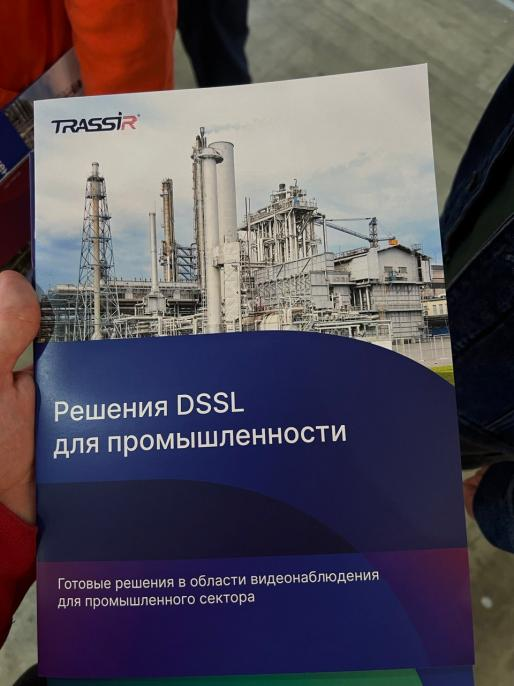 TRASSIR
Решения DSSL
для промышленности
Готовые решения в области видеонаблюдения
для промышленного сектора